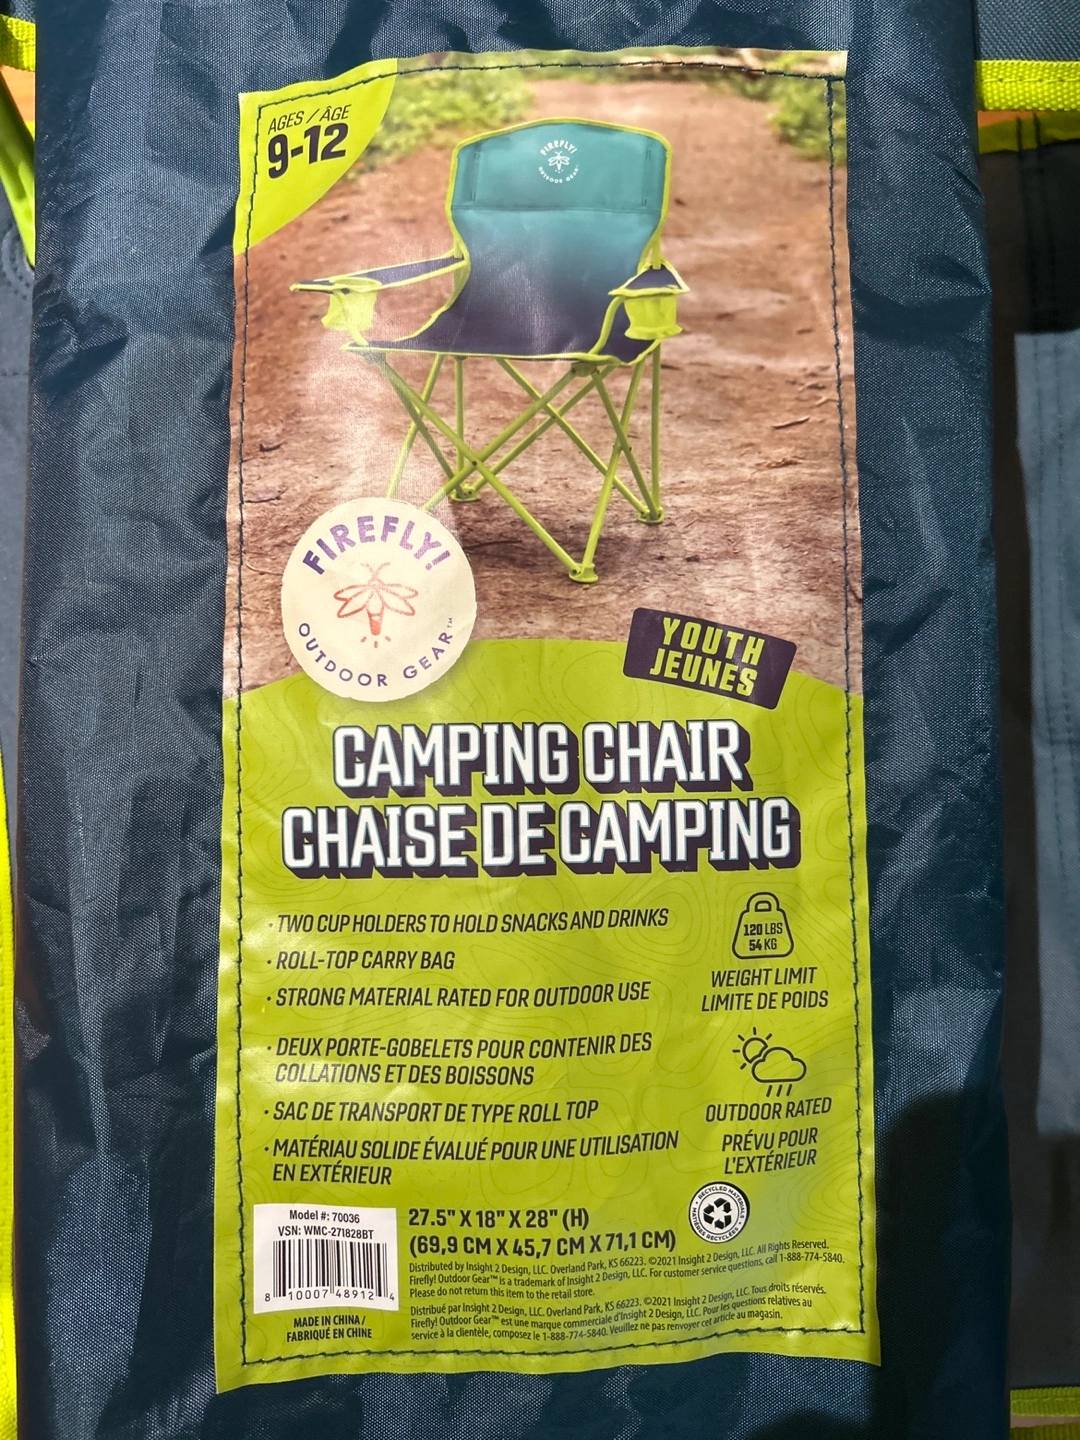 AGES / ÂGE
9-12
FIREFLY!
OUTDOOR GEAR™
FIREFLY!
OUTDOOR GEAR™
YOUTH
JEUNES
CAMPING CHAIR
CHAISE DE CAMPING
· TWO CUP HOLDERS TO HOLD SNACKS AND DRINKS
· ROLL-TOP CARRY BAG
· STRONG MATERIAL RATED FOR OUTDOOR USE
· DEUX PORTE-GOBELETS POUR CONTENIR DES
COLLATIONS ET DES BOISSONS
· SAC DE TRANSPORT DE TYPE ROLL TOP
· MATÉRIAU SOLIDE ÉVALUÉ POUR UNE UTILISATION
EN EXTÉRIEUR
120 LBS
54 KG
WEIGHT LIMIT
LIMITE DE POIDS
OUTDOOR RATED
PRÉVU POUR
L'EXTÉRIEUR
RECYCLED MATERIALS
MATIÈRES RECYCLÉES
Model #: 70036
VSN: WMC-271828BT
8 10007 48912 4
MADE IN CHINA /
FABRIQUÉ EN CHINE
27.5" X 18" X 28" (H)
(69,9 CM X 45,7 CM X 71,1 CM)
Distributed by Insight 2 Design, LLC. Overland Park, KS 66223. ©2021 Insight 2 Design, LLC. All Rights Reserved.
Firefly! Outdoor Gear™ is a trademark of Insight 2 Design, LLC. For customer service questions, call 1-888-774-5840.
Please do not return this item to the retail store.
Distribué par Insight 2 Design, LLC. Overland Park, KS 66223. ©2021 Insight 2 Design, LLC. Tous droits réservés.
Firefly! Outdoor Gear™ est une marque commerciale d'Insight 2 Design, LLC. Pour les questions relatives au
service à la clientèle, composez le 1-888-774-5840. Veuillez ne pas renvoyer cet article au magasin.